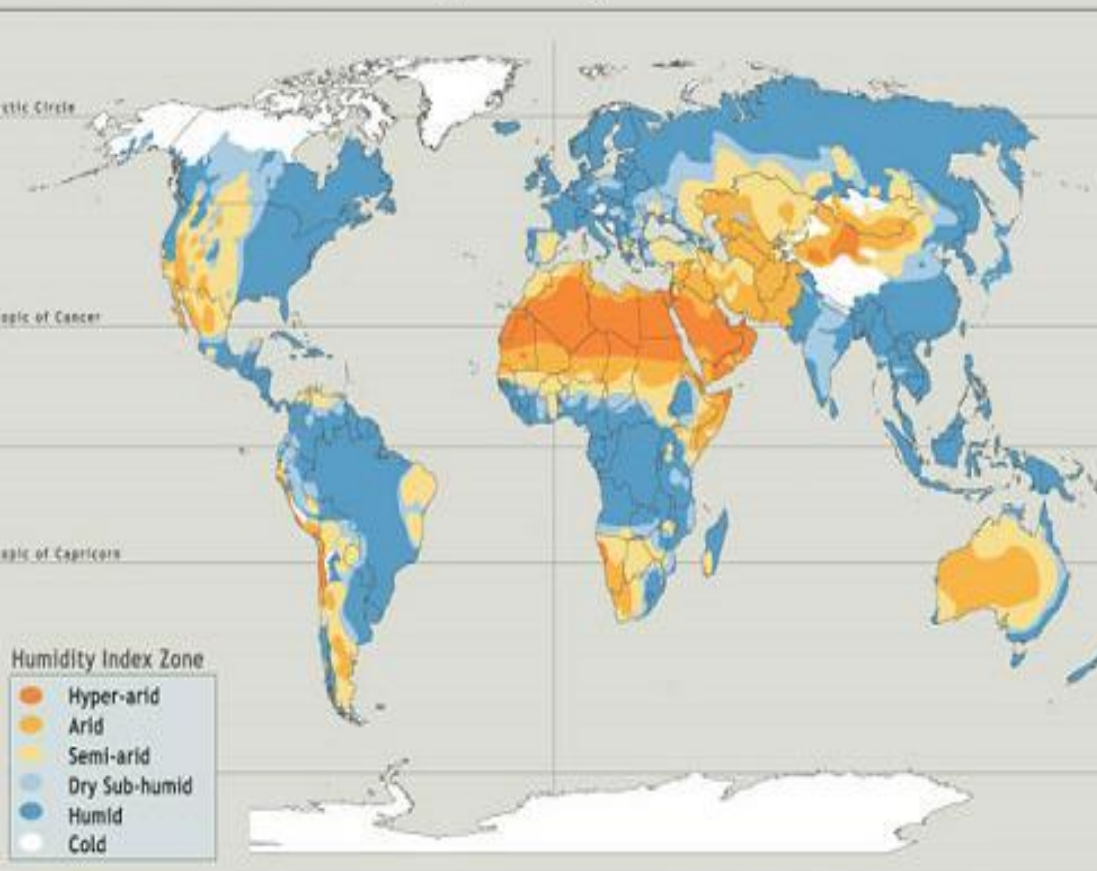 ctic Circle
opic of Cancer
opic of Capricorn
Humidity Index Zone
Hyper-arid
Arid
Semi-arid
Dry Sub-humid
Humid
Cold